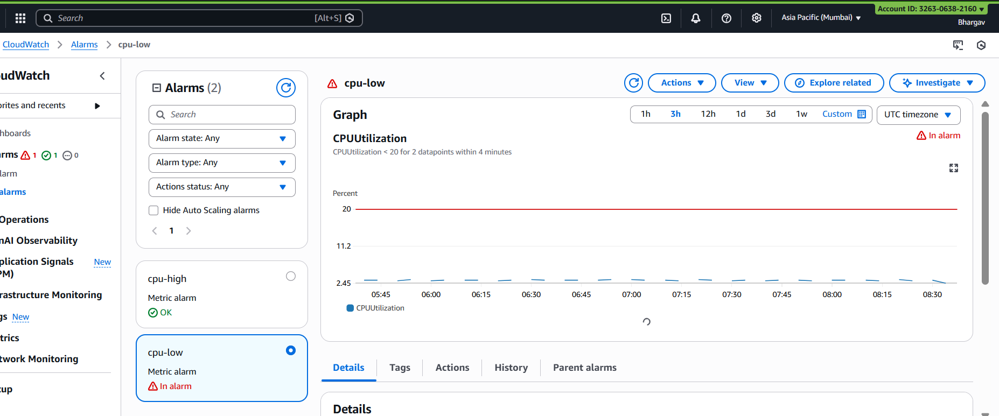 Search [Alt+S]
Asia Pacific (Mumbai)
Account ID: 3263-0638-2160
Bhargav
CloudWatch > Alarms > cpu-low
oudWatch
orites and recents
hboards
rms 1 1 0
larm
alarms
Operations
nAI Observability
plication Signals New
PM)
rastructure Monitoring
gs New
trics
twork Monitoring
tup
Alarms (2)
Search
Alarm state: Any
Alarm type: Any
Actions status: Any
Hide Auto Scaling alarms
1
cpu-high
Metric alarm
OK
cpu-low
Metric alarm
In alarm
cpu-low
Actions View Explore related Investigate
Graph
1h 3h 12h 1d 3d 1w Custom UTC timezone
CPUUtilization
In alarm
CPUUtilization < 20 for 2 datapoints within 4 minutes
Percent
20
11.2
2.45
05:45 06:00 06:15 06:30 06:45 07:00 07:15 07:30 07:45 08:00 08:15 08:30
CPUUtilization
Details Tags Actions History Parent alarms
Details